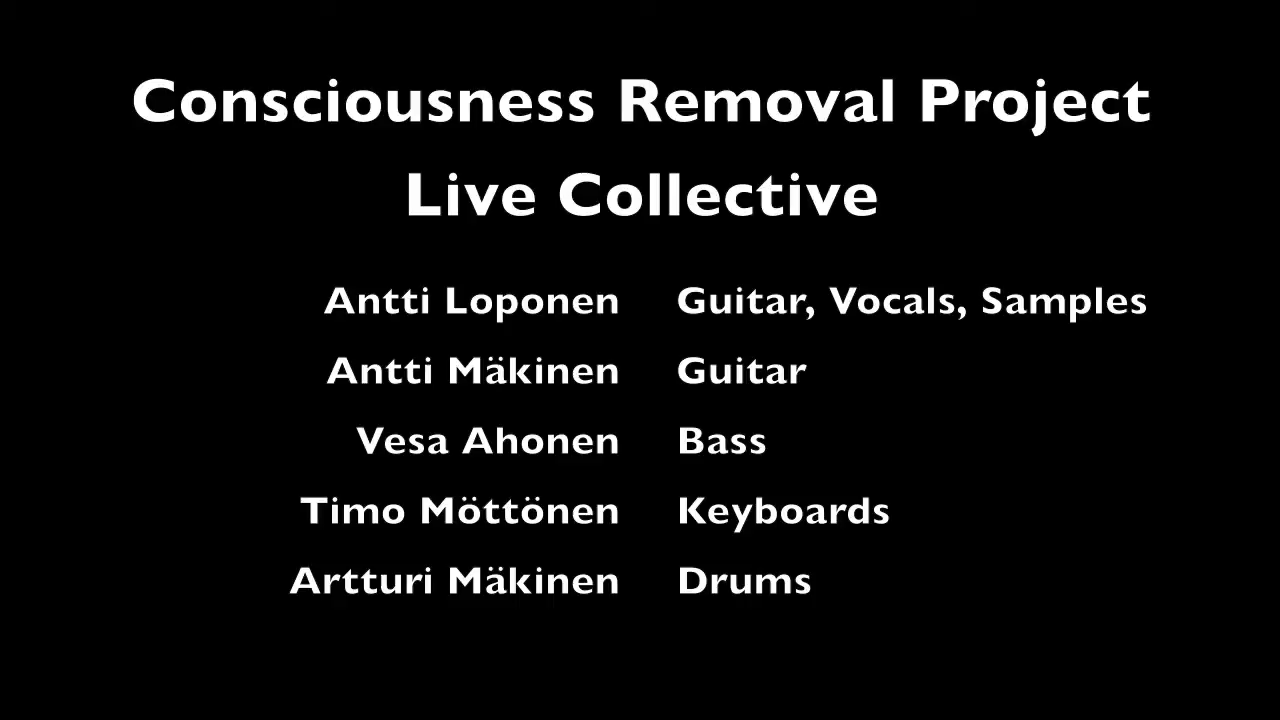 Consciousness Removal Project
Live Collective
Antti Loponen Guitar, Vocals, Samples
Antti Mäkinen Guitar
Vesa Ahonen Bass
Timo Möttönen Keyboards
Artturi Mäkinen Drums